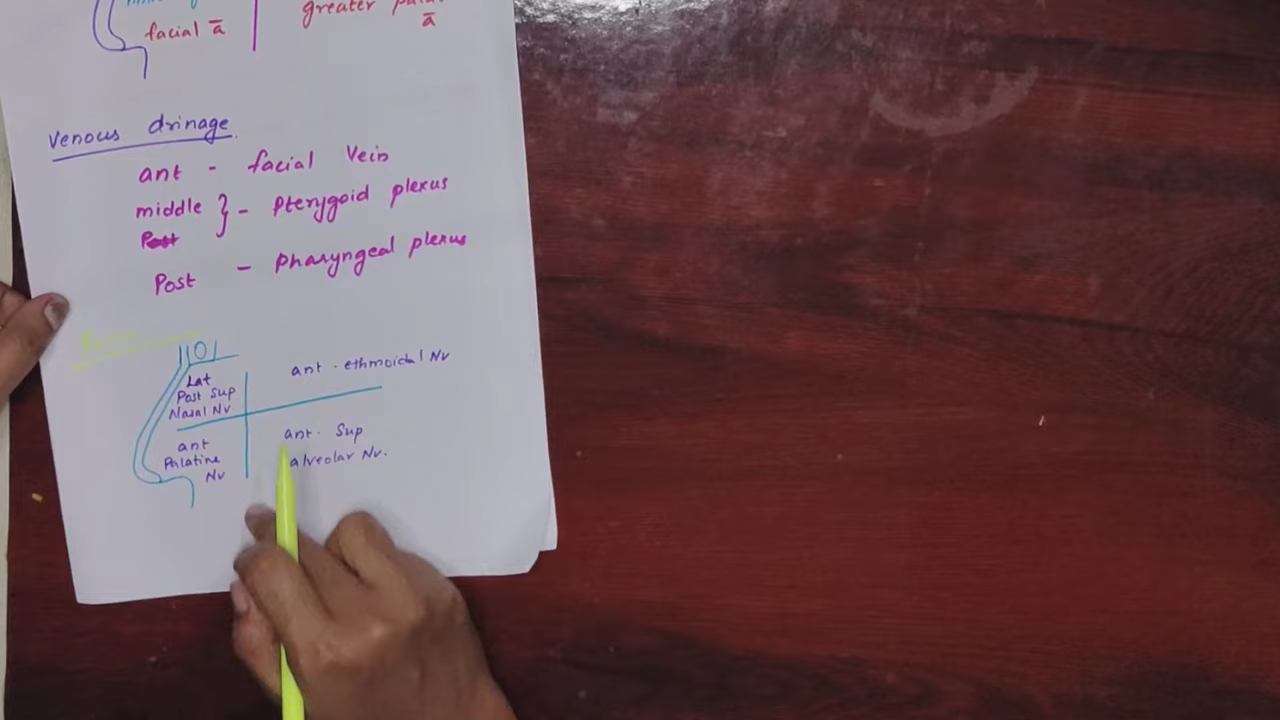 facial ā
greater
ā
Venous drinage
ant - facial Vein
middle } - Pterygoid plexus
Post
Post - Pharyngeal plexus
ant. ethmoidal Nv
Lat
Post Sup
Nasal Nv
ant. Sup
alveolar Nv.
ant
Palatine
Nv